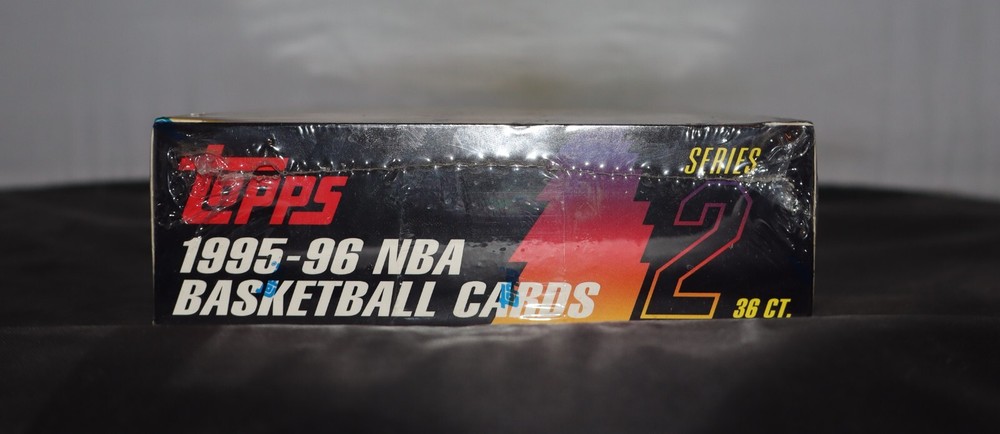 TOPPS
1995-96 NBA
BASKETBALL CARDS
SERIES
2
36 CT.